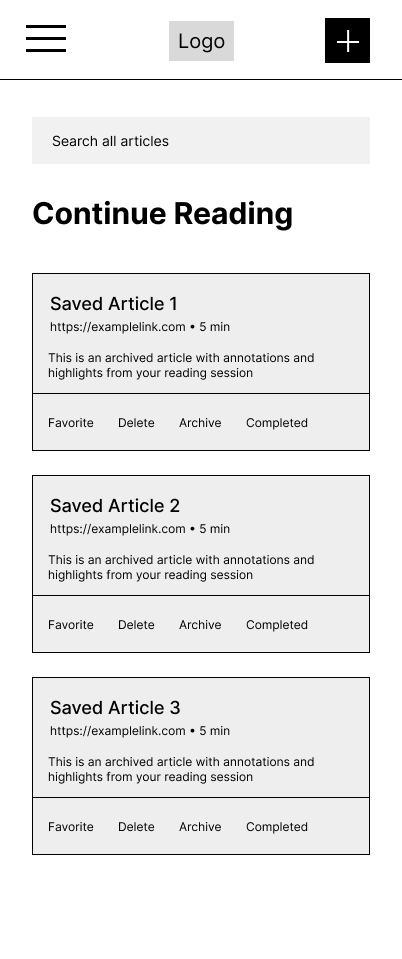 Logo
Search all articles
Continue Reading
Saved Article 1
https://examplelink.com • 5 min
This is an archived article with annotations and
highlights from your reading session
Favorite Delete Archive Completed
Saved Article 2
https://examplelink.com • 5 min
This is an archived article with annotations and
highlights from your reading session
Favorite Delete Archive Completed
Saved Article 3
https://examplelink.com • 5 min
This is an archived article with annotations and
highlights from your reading session
Favorite Delete Archive Completed